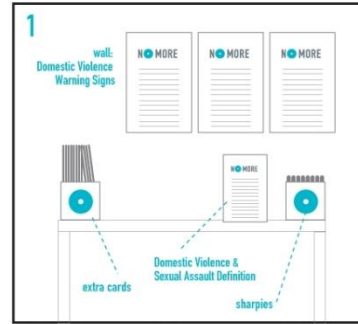 1
wall:
Domestic Violence
Warning Signs
NO MORE
NO MORE
NO MORE
NO MORE
extra cards
Domestic Violence &
Sexual Assault Definition
sharpies